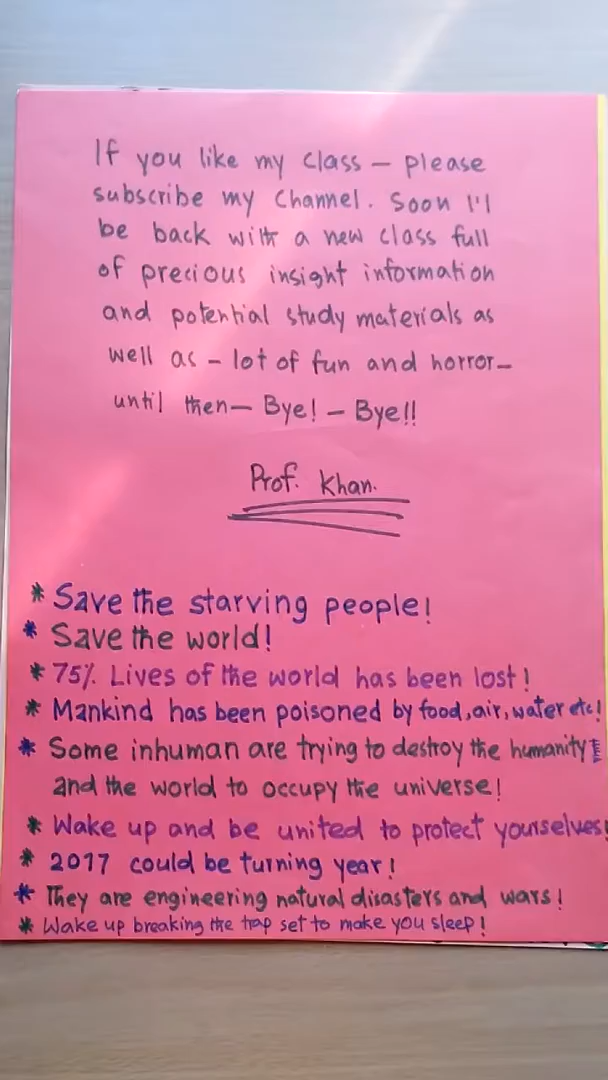 If you like my class – please
subscribe my Channel. Soon I'll
be back with a new class full
of precious insight information
and potential study materials as
well as – lot of fun and horror–
until then– Bye! – Bye!!
Prof. Khan.
* Save the starving people!
* Save the world!
* 75% Lives of the world has been lost!
* Mankind has been poisoned by food, air, water etc!
* Some inhuman are trying to destroy the humanity
and the world to occupy the universe!
* Wake up and be united to protect yourselves!
* 2017 could be turning year!
* They are engineering natural disasters and wars!
* Wake up breaking the trap set to make you sleep!